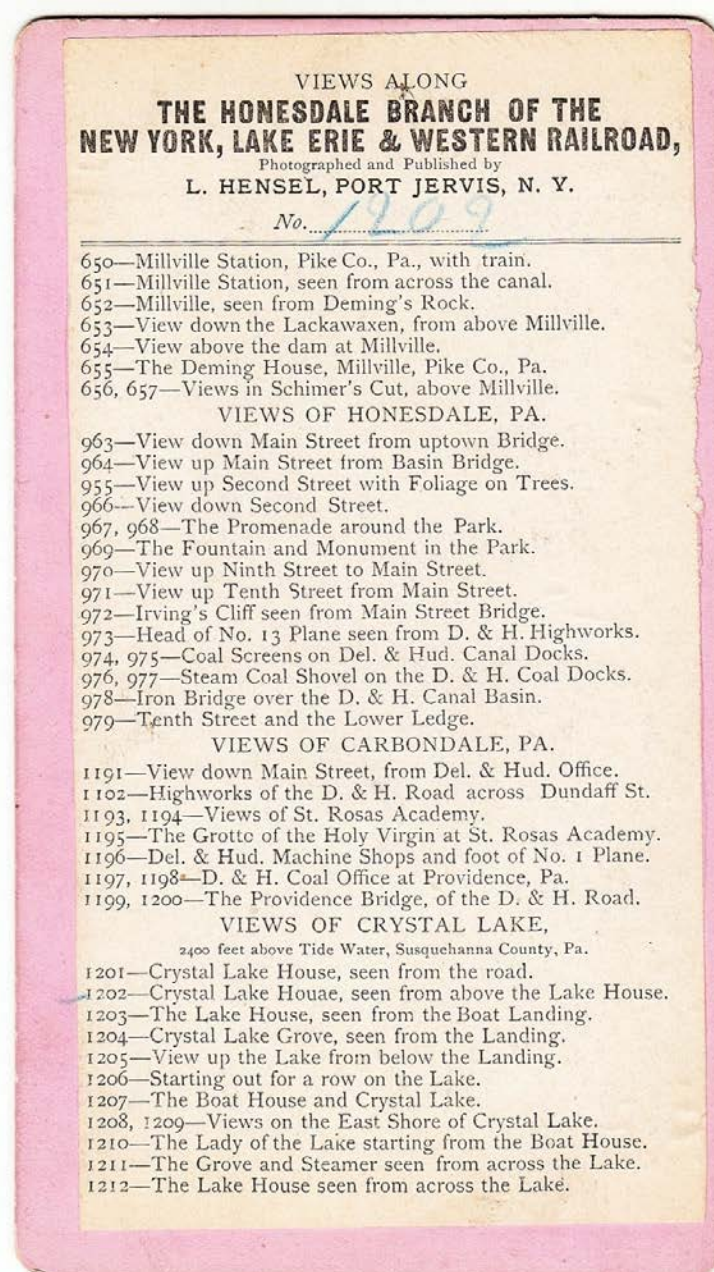 VIEWS ALONG
THE HONESDALE BRANCH OF THE
NEW YORK, LAKE ERIE & WESTERN RAILROAD,
Photographed and Published by
L. HENSEL, PORT JERVIS, N. Y.
No. 1202
650—Millville Station, Pike Co., Pa., with train.
651—Millville Station, seen from across the canal.
652—Millville, seen from Deming's Rock.
653—View down the Lackawaxen, from above Millville.
654—View above the dam at Millville.
655—The Deming House, Millville, Pike Co., Pa.
656, 657—Views in Schimer's Cut, above Millville.
VIEWS OF HONESDALE, PA.
963—View down Main Street from uptown Bridge.
964—View up Main Street from Basin Bridge.
955—View up Second Street with Foliage on Trees.
966—View down Second Street.
967, 968—The Promenade around the Park.
969—The Fountain and Monument in the Park.
970—View up Ninth Street to Main Street.
971—View up Tenth Street from Main Street.
972—Irving's Cliff seen from Main Street Bridge.
973—Head of No. 13 Plane seen from D. & H. Highworks.
974, 975—Coal Screens on Del. & Hud. Canal Docks.
976, 977—Steam Coal Shovel on the D. & H. Coal Docks.
978—Iron Bridge over the D. & H. Canal Basin.
979—Tenth Street and the Lower Ledge.
VIEWS OF CARBONDALE, PA.
1191—View down Main Street, from Del. & Hud. Office.
1102—Highworks of the D. & H. Road across Dundaff St.
1193, 1194—Views of St. Rosas Academy.
1195—The Grotto of the Holy Virgin at St. Rosas Academy.
1196—Del. & Hud. Machine Shops and foot of No. 1 Plane.
1197, 1198—D. & H. Coal Office at Providence, Pa.
1199, 1200—The Providence Bridge, of the D. & H. Road.
VIEWS OF CRYSTAL LAKE,
2400 feet above Tide Water, Susquehanna County, Pa.
1201—Crystal Lake House, seen from the road.
1202—Crystal Lake Houae, seen from above the Lake House.
1203—The Lake House, seen from the Boat Landing.
1204—Crystal Lake Grove, seen from the Landing.
1205—View up the Lake from below the Landing.
1206—Starting out for a row on the Lake.
1207—The Boat House and Crystal Lake.
1208, 1209—Views on the East Shore of Crystal Lake.
1210—The Lady of the Lake starting from the Boat House.
1211—The Grove and Steamer seen from across the Lake.
1212—The Lake House seen from across the Lake.